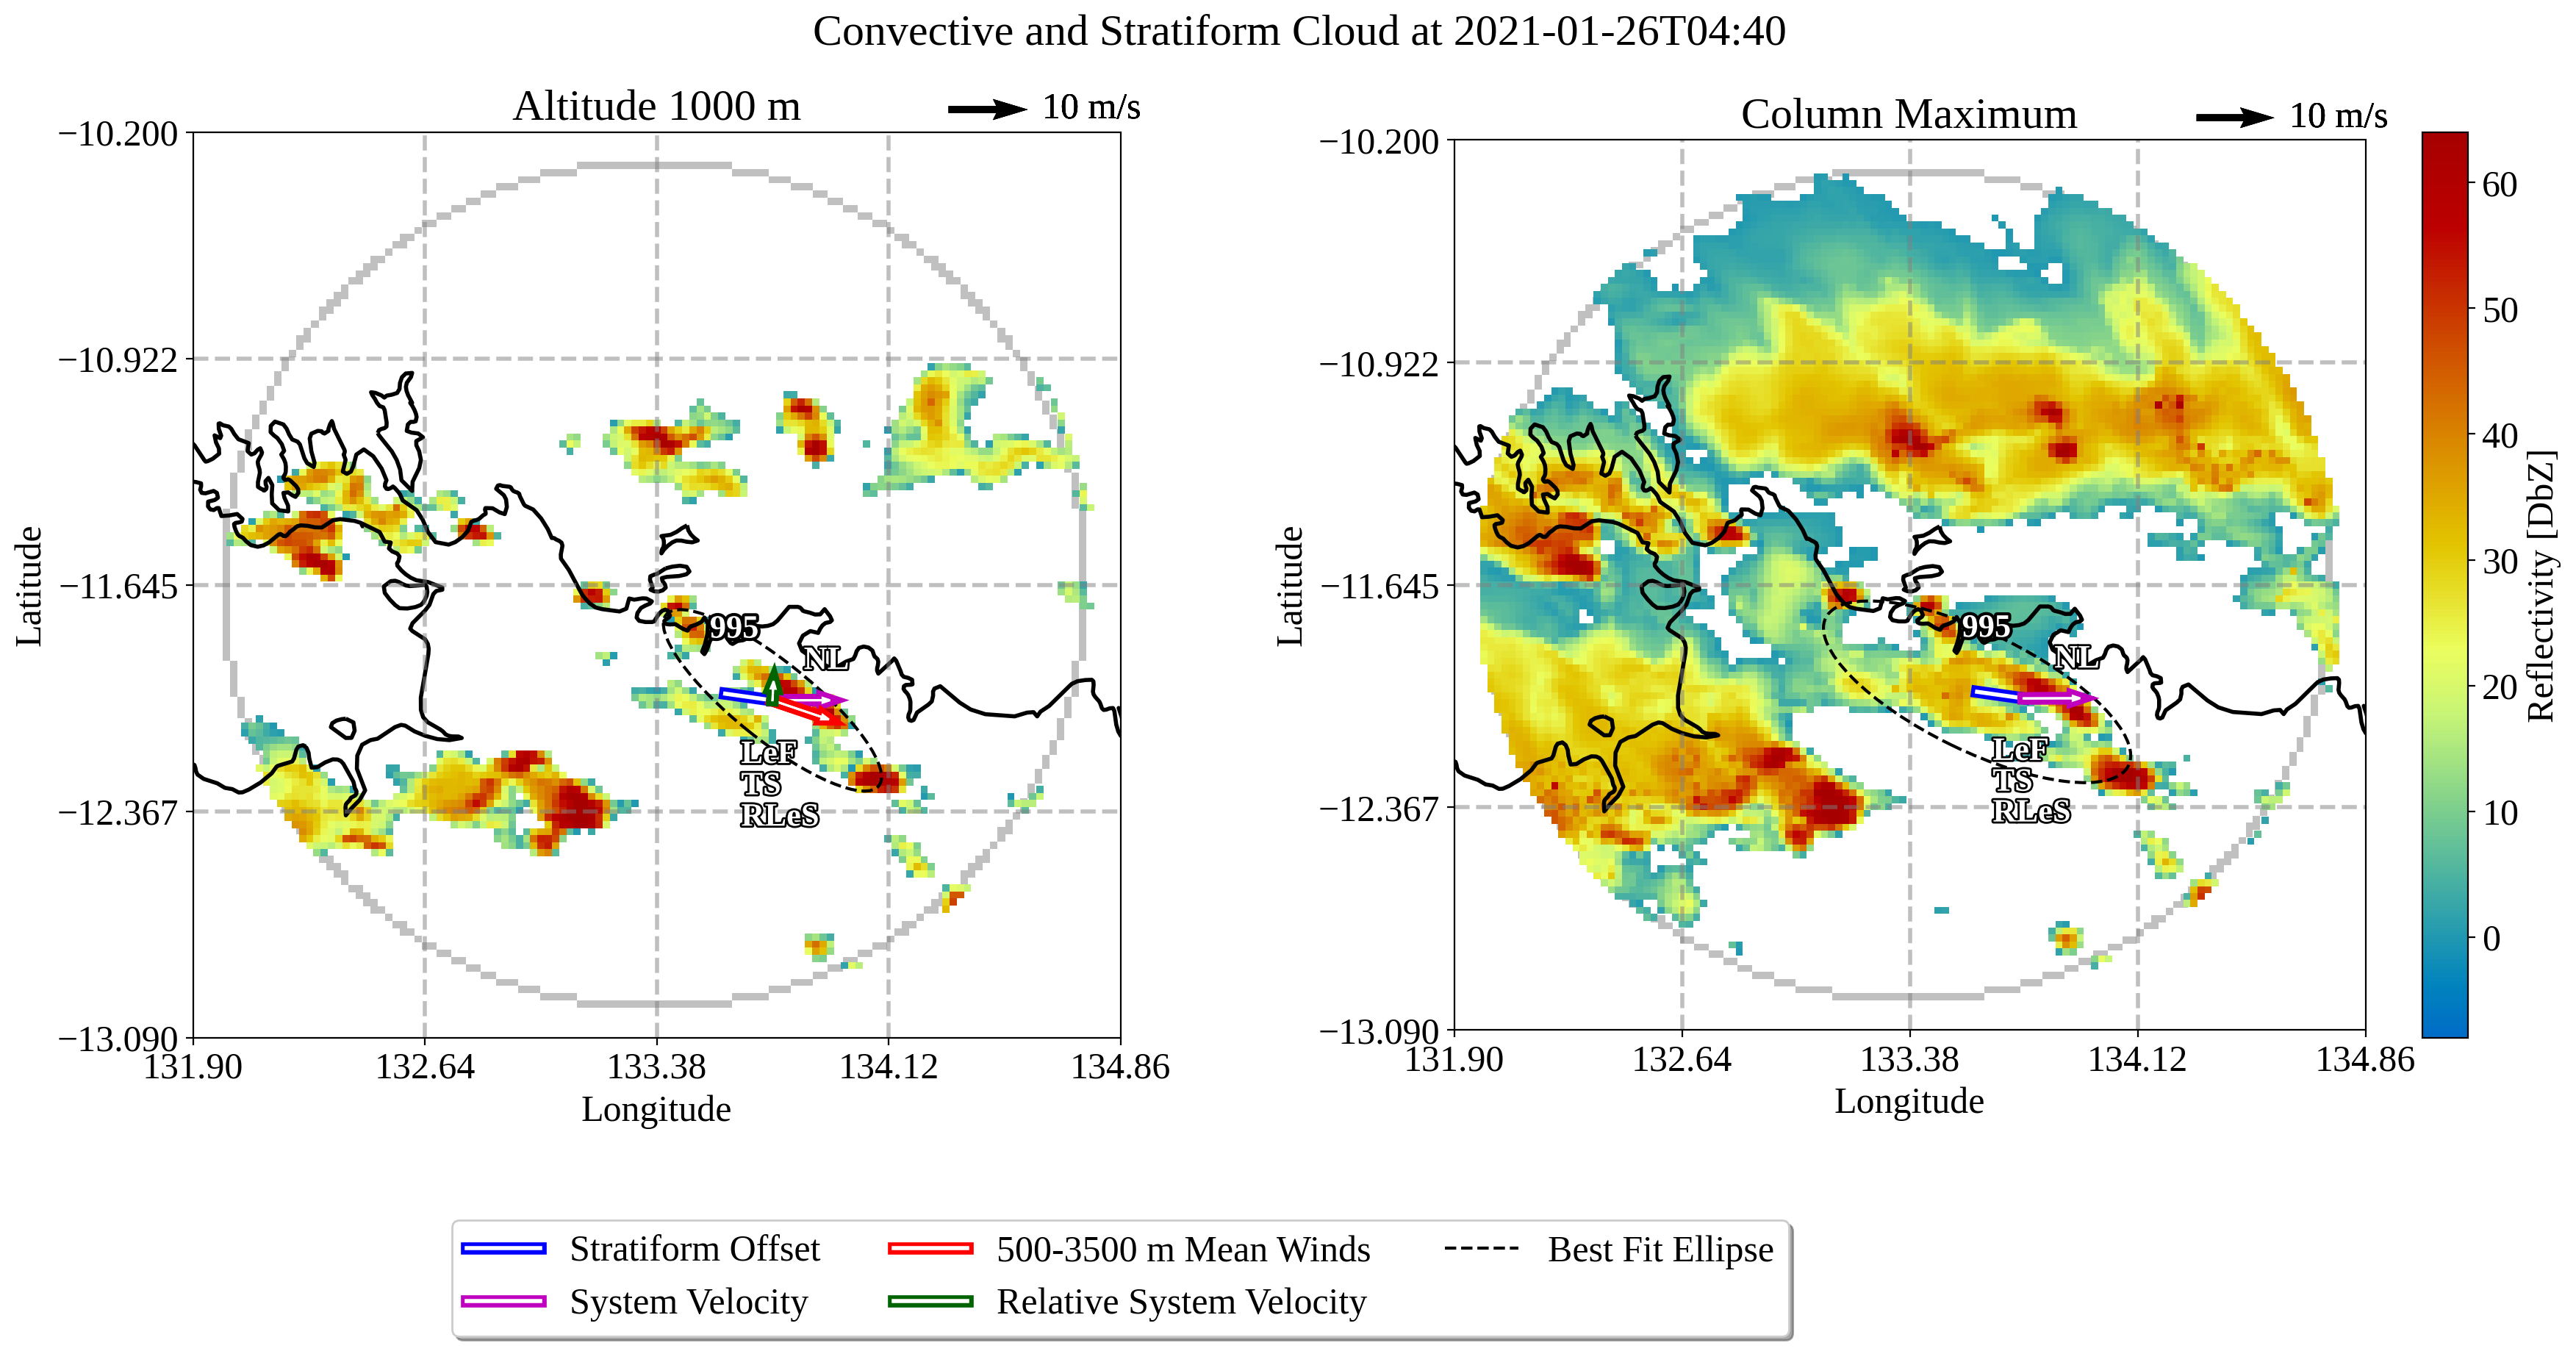 Convective and Stratiform Cloud at 2021-01-26T04:40
Altitude 1000 m
10 m/s
−10.200
−10.922
−11.645
−12.367
−13.090
Latitude
131.90
132.64
133.38
134.12
134.86
Longitude
995
NL
LeF
TS
RLeS
Column Maximum
10 m/s
−10.200
−10.922
−11.645
−12.367
−13.090
Latitude
131.90
132.64
133.38
134.12
134.86
Longitude
995
NL
LeF
TS
RLeS
60
50
40
30
20
10
0
Reflectivity [DbZ]
Stratiform Offset
System Velocity
500-3500 m Mean Winds
Relative System Velocity
Best Fit Ellipse